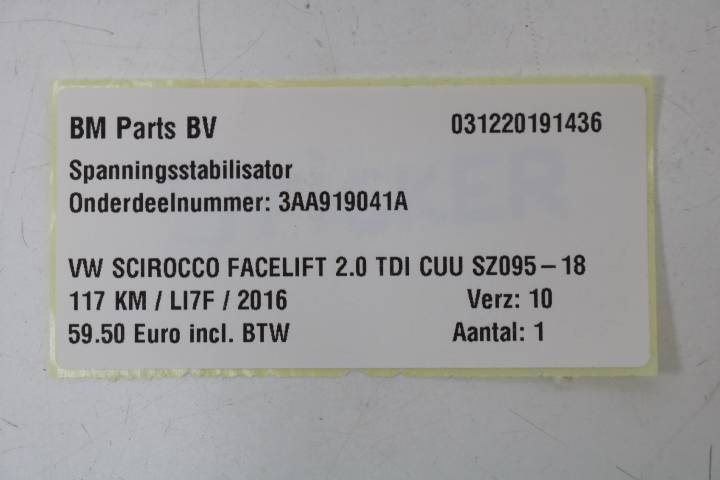 BM Parts BV 031220191436
Spanningsstabilisator
Onderdeelnummer: 3AA919041A
VW SCIROCCO FACELIFT 2.0 TDI CUU SZ095-18
117 KM / LI7F / 2016 Verz: 10
59.50 Euro incl. BTW Aantal: 1